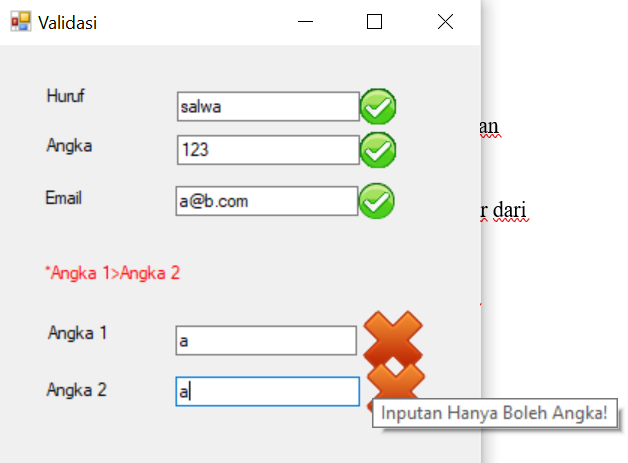 Validasi
Huruf
salwa
Angka
123
an
Email
a@b.com
r dari
*Angka 1>Angka 2
Angka 1
a
Angka 2
a
Inputan Hanya Boleh Angka!